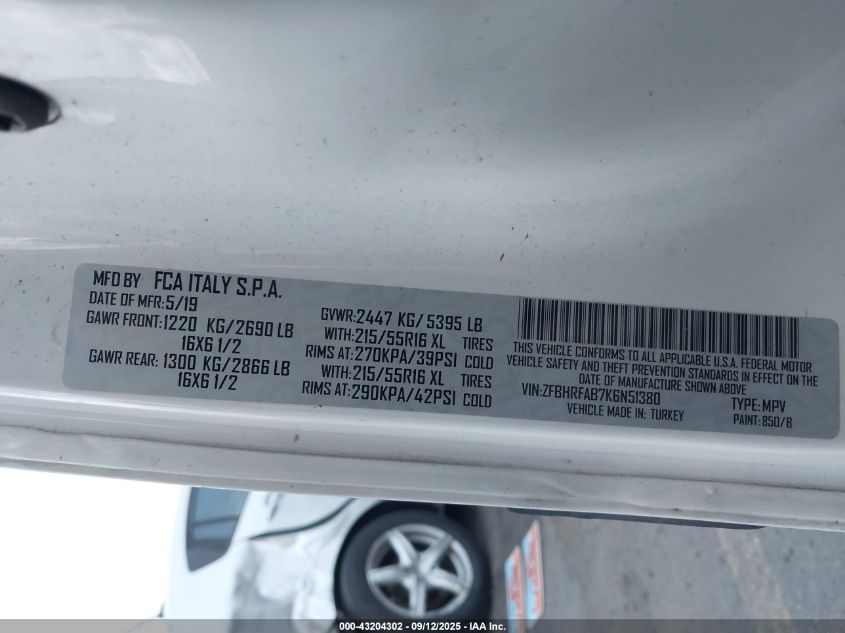 MFD BY FCA ITALY S.P.A.
DATE OF MFR:5/19
GAWR FRONT:1220 KG/2690 LB
16X6 1/2
GAWR REAR:1300 KG/2866 LB
16X6 1/2
GVWR:2447 KG/ 5395 LB
WITH:215/55R16 XL TIRES
RIMS AT:270KPA/39PSI COLD
WITH:215/55R16 XL TIRES
RIMS AT:290KPA/42PSI COLD
THIS VEHICLE CONFORMS TO ALL APPLICABLE U.S.A. FEDERAL MOTOR
VEHICLE SAFETY AND THEFT PREVENTION STANDARDS IN EFFECT ON
DATE OF MANUFACTURE SHOWN ABOVE
VIN:ZFBHRFAB7K6N51380 TYPE:MPV
VEHICLE MADE IN: TURKEY PAINT:850/B
000-43204302 - 09/12/2025 - IAA Inc.